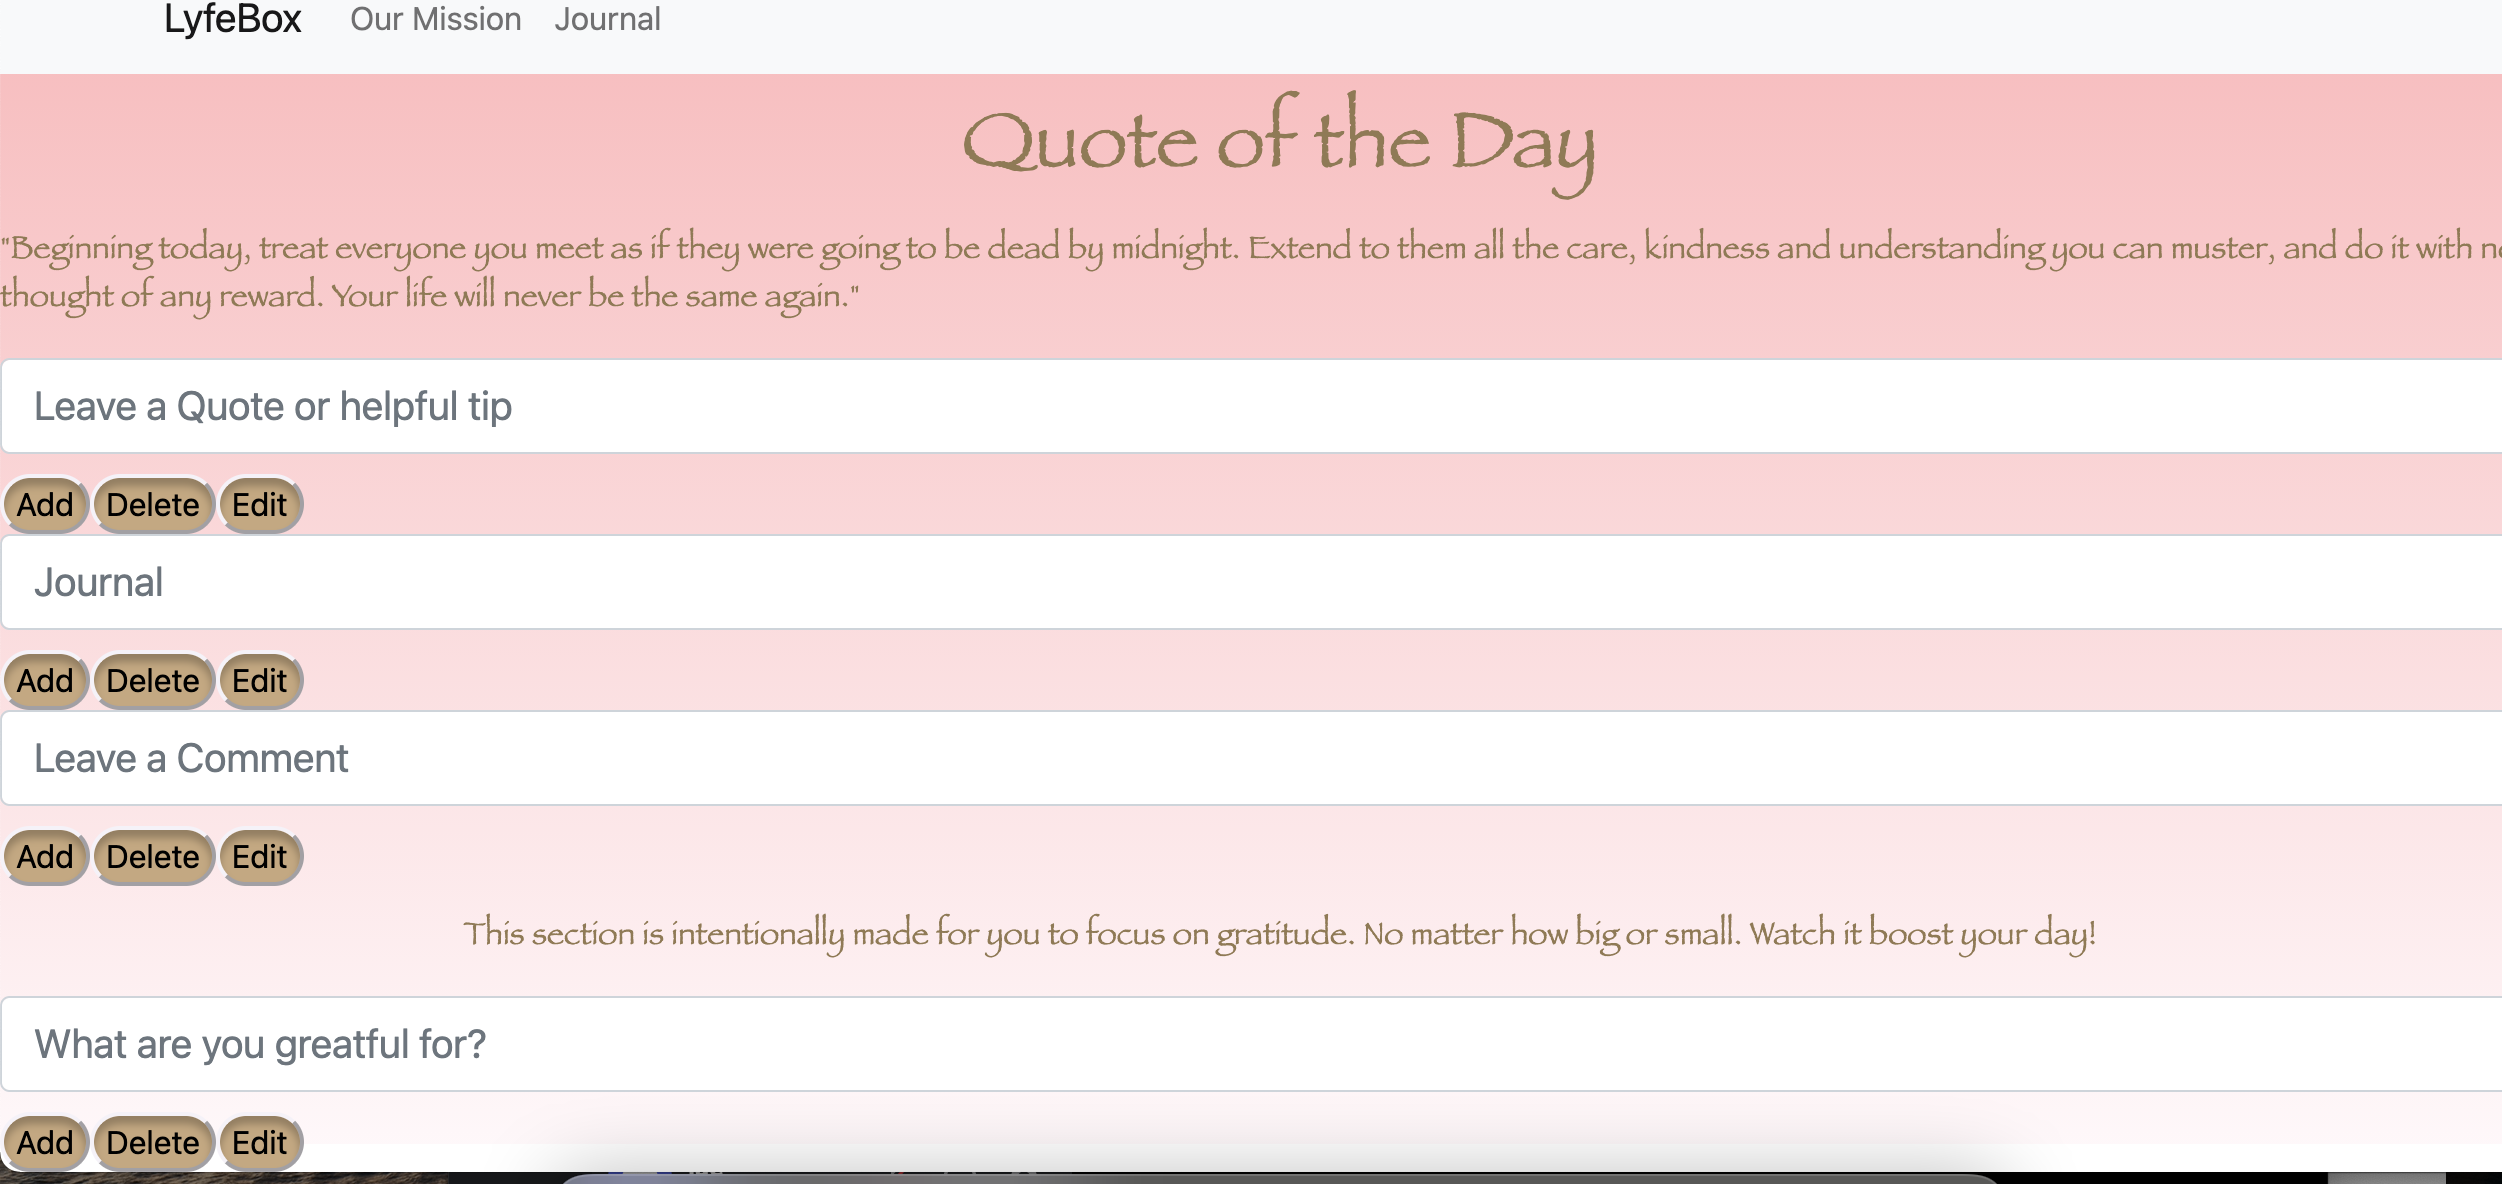 LyfeBox Our Mission Journal
Quote of the Day
"Beginning today, treat everyone you meet as if they were going to be dead by midnight. Extend to them all the care, kindness and understanding you can muster, and do it with
thought of any reward. Your life will never be the same again."
Leave a Quote or helpful tip
Add Delete Edit
Journal
Add Delete Edit
Leave a Comment
Add Delete Edit
This section is intentionally made for you to focus on gratitude. No matter how big or small. Watch it boost your day!
What are you greatful for?
Add Delete Edit